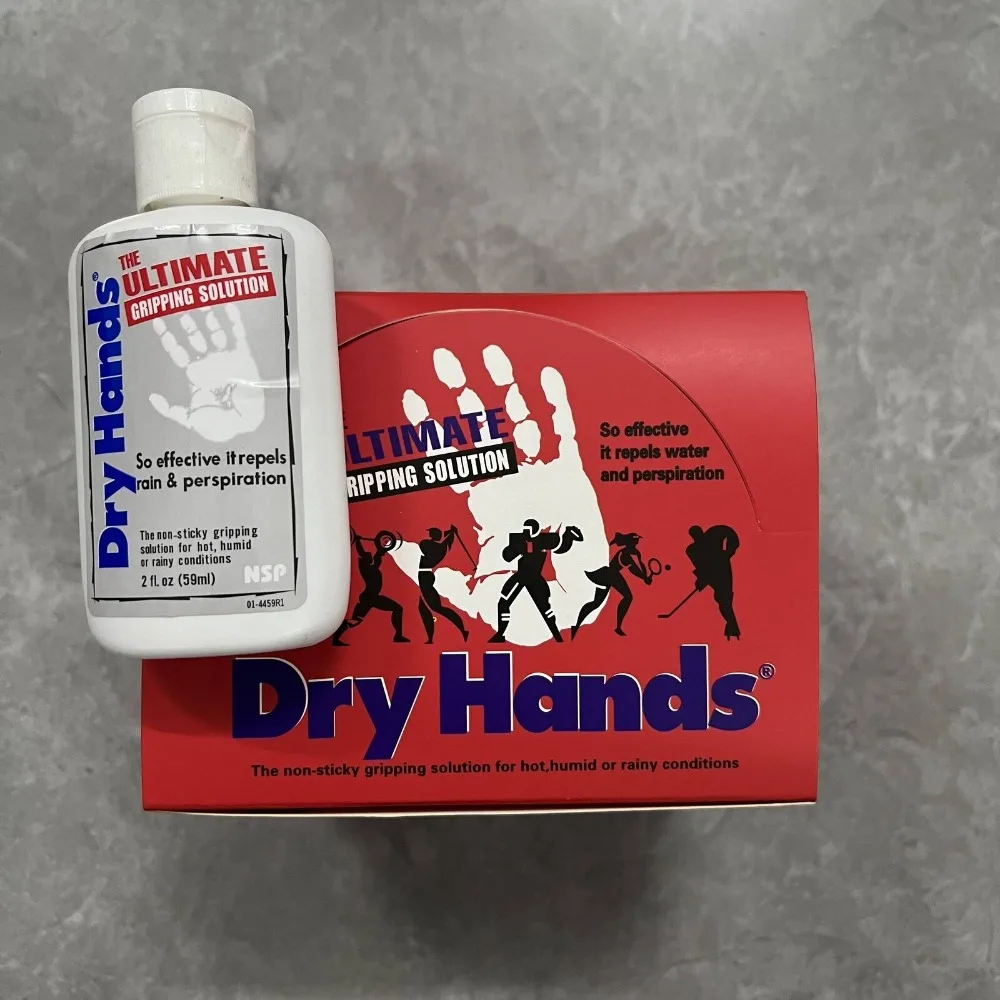 THE
ULTIMATE
GRIPPING SOLUTION
Dry Hands®
So effective it repels
rain & perspiration
The non-sticky gripping
solution for hot, humid
or rainy conditions
2 fl. oz (59ml)
NSP
01-4459R1
LTIMATE
RIPPING SOLUTION
So effective
it repels water
and perspiration
Dry Hands®
The non-sticky gripping solution for hot,humid or rainy conditions